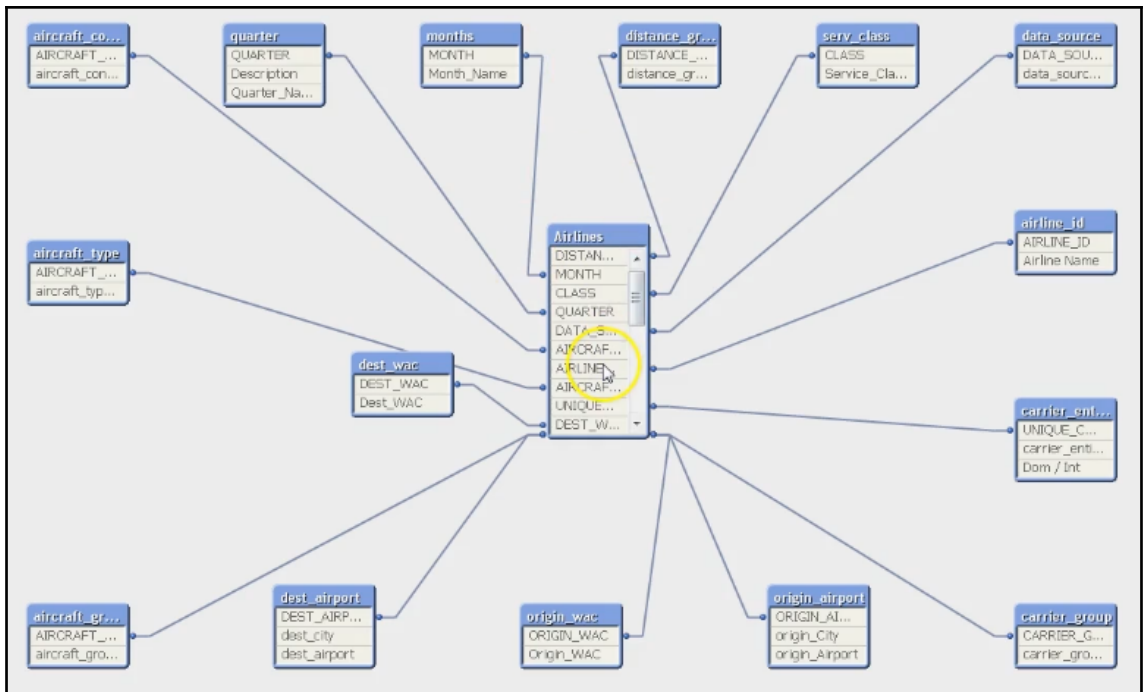 aircraft_co...
AIRCRAFT_...
aircraft_con...
quarter
QUARTER
Description
Quarter_Na...
months
MONTH
Month_Name
distance_gr...
DISTANCE_...
distance_gr...
serv_class
CLASS
Service_Cla...
data_source
DATA_SOU...
data_sourc...
aircraft_type
AIRCRAFT_...
aircraft_typ...
Airlines
DISTAN...
MONTH
CLASS
QUARTER
DATA_S...
AIRCRAF...
AIRLINE_
AIRCRAF...
UNIQUE...
DEST_W...
airline_id
AIRLINE_ID
Airline Name
dest_wac
DEST_WAC
Dest_WAC
carrier_ent...
UNIQUE_C...
carrier_enti...
Dom / Int
aircraft_gr...
AIRCRAFT_...
aircraft_gro...
dest_airport
DEST_AIRP...
dest_city
dest_airport
origin_wac
ORIGIN_WAC
Origin_WAC
origin_airport
ORIGIN_AI...
origin_City
origin_Airport
carrier_group
CARRIER_G...
carrier_gro...